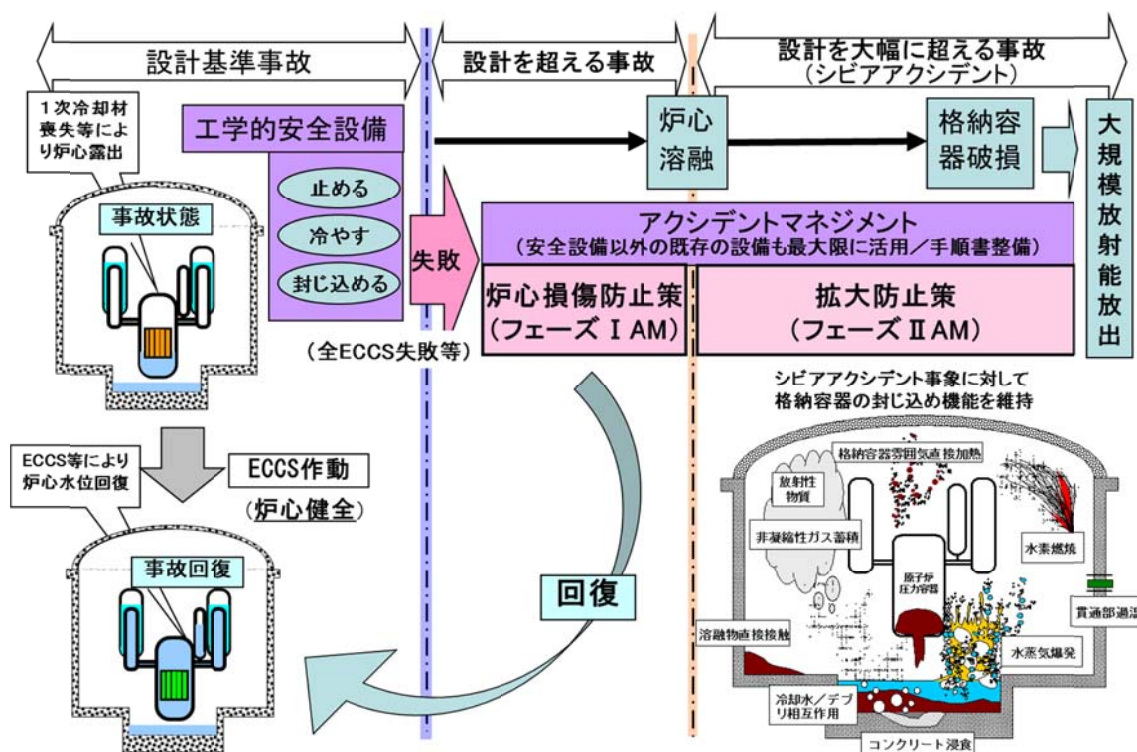 設計基準事故
設計を超える事故
設計を大幅に超える事故
(シビアアクシデント)
1次冷却材
喪失等によ
り炉心露出
工学的安全設備
止める
冷やす
封じ込める
事故状態
失敗
(全ECCS失敗等)
炉心
溶融
格納容
器破損
大規模放射能放出
アクシデントマネジメント
(安全設備以外の既存の設備も最大限に活用/手順書整備)
炉心損傷防止策
(フェーズⅠAM)
拡大防止策
(フェーズⅡAM)
ECCS等により
炉心水位回復
ECCS作動
(炉心健全)
事故回復
回復
シビアアクシデント事象に対して
格納容器の封じ込め機能を維持
格納容器雰囲気直接加熱
放射性
物質
非凝縮性ガス蓄積
水素燃焼
原子炉
圧力容器
貫通部過温
溶融物直接接触
水蒸気爆発
冷却水/デブ
リ相互作用
コンクリート浸食